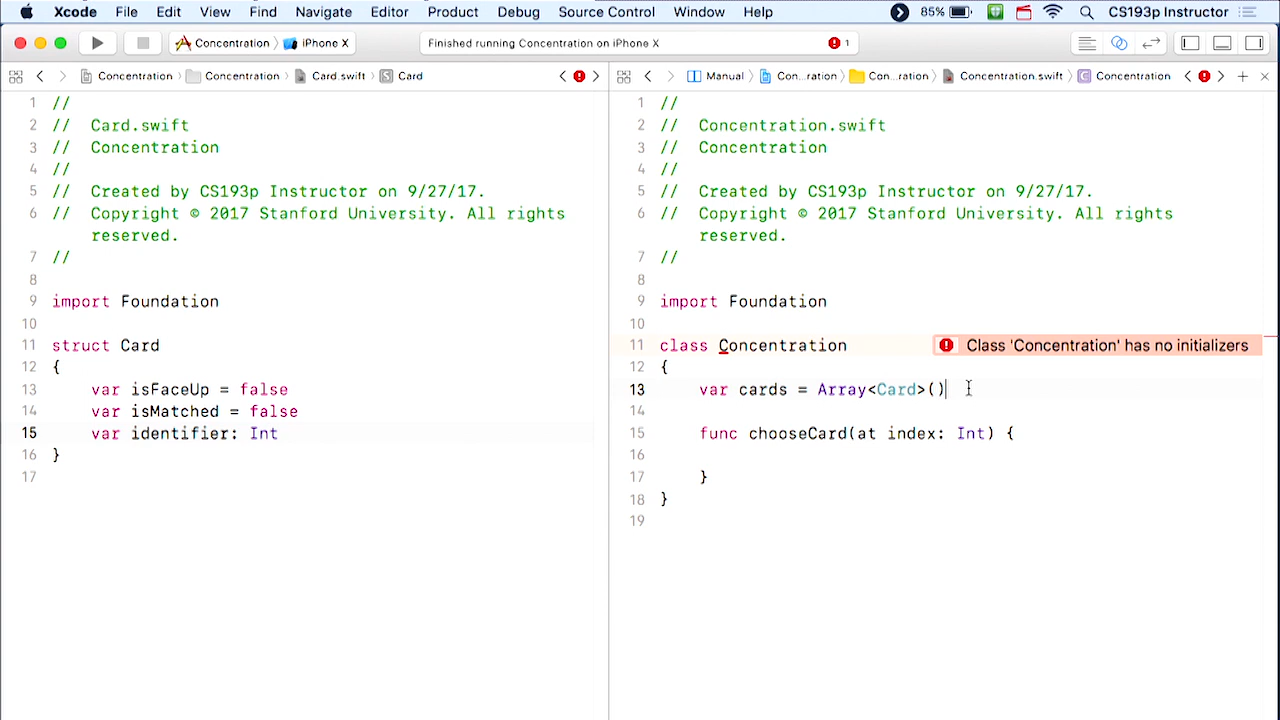 Xcode File Edit View Find Navigate Editor Product Debug Source Control Window Help 85% CS193p Instructor
Concentration iPhone X Finished running Concentration on iPhone X 1
Concentration Concentration Card.swift Card
Manual Con...ration Con...ration Concentration.swift Concentration
1 //
2 // Card.swift
3 // Concentration
4 //
5 // Created by CS193p Instructor on 9/27/17.
6 // Copyright © 2017 Stanford University. All rights
reserved.
7 //
8
9 import Foundation
10
11 struct Card
12 {
13 var isFaceUp = false
14 var isMatched = false
15 var identifier: Int
16 }
17
1 //
2 // Concentration.swift
3 // Concentration
4 //
5 // Created by CS193p Instructor on 9/27/17.
6 // Copyright © 2017 Stanford University. All rights
reserved.
7 //
8
9 import Foundation
10
11 class Concentration Class 'Concentration' has no initializers
12 {
13 var cards = Array<Card>()
14
15 func chooseCard(at index: Int) {
16
17 }
18 }
19